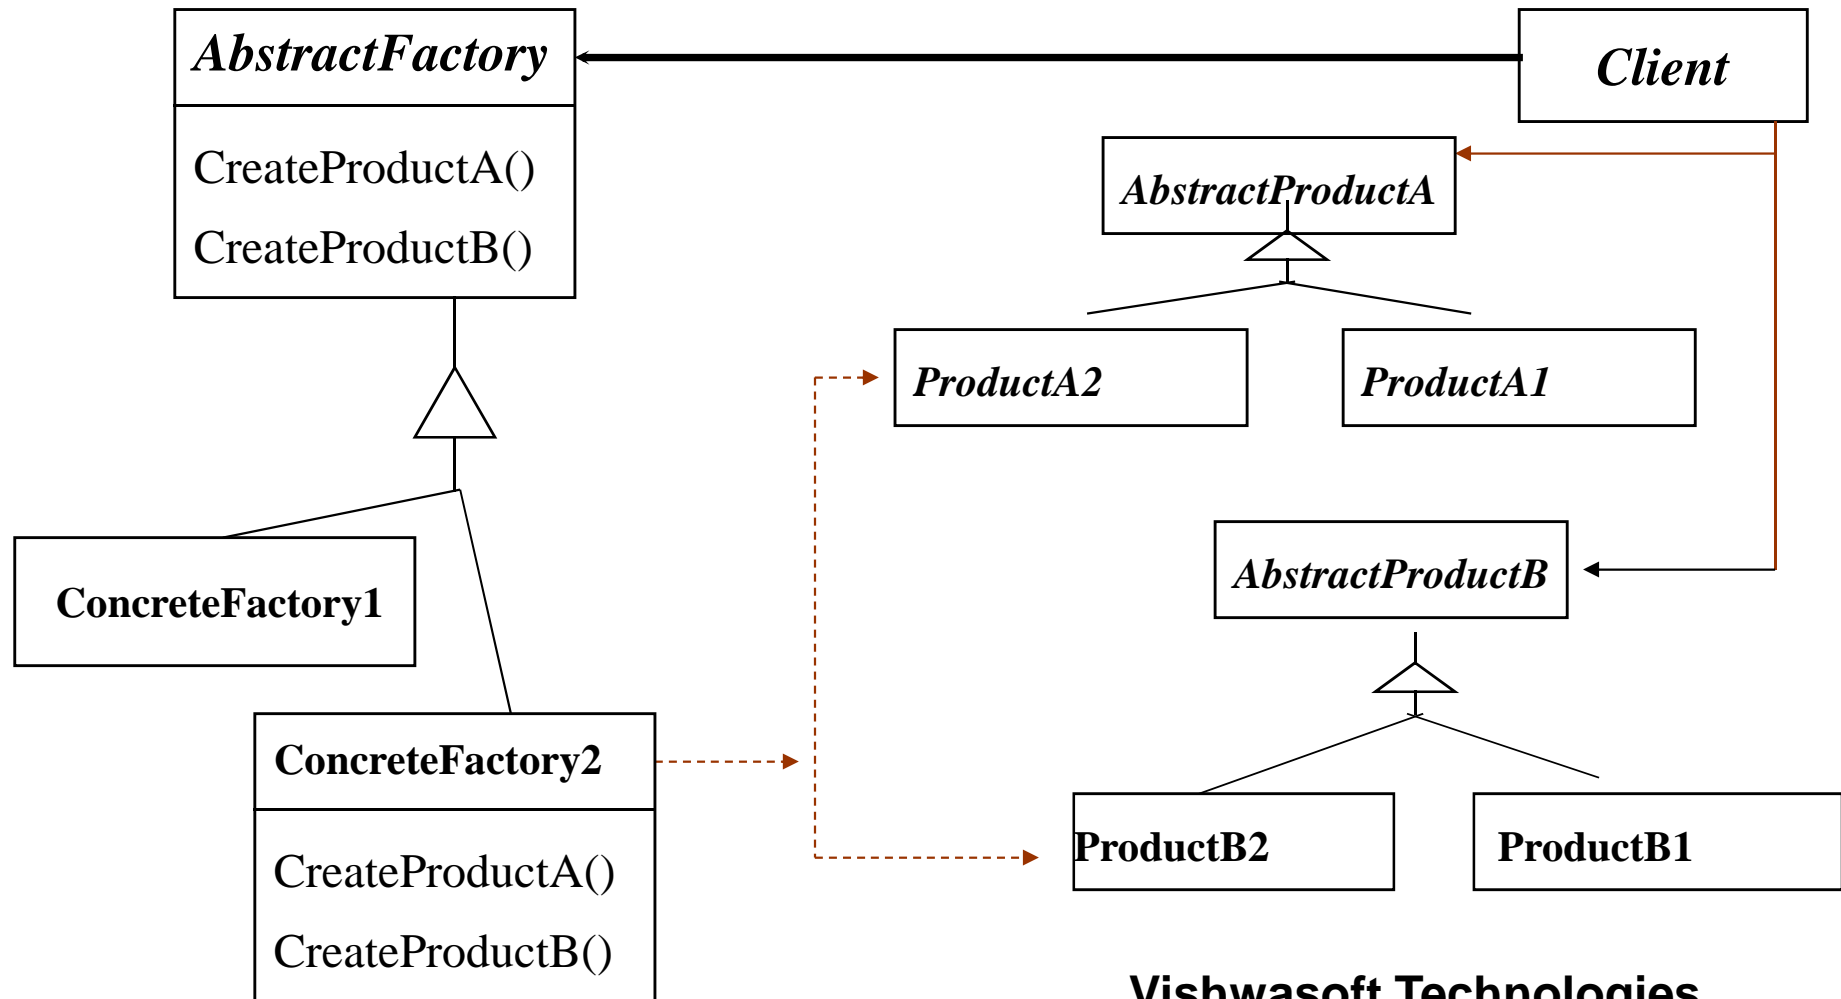 AbstractFactory
Client
CreateProductA()
CreateProductB()
AbstractProductA
ProductA2
ProductA1
ConcreteFactory1
AbstractProductB
ConcreteFactory2
CreateProductA()
CreateProductB()
ProductB2
ProductB1
Vishwasoft Technologies